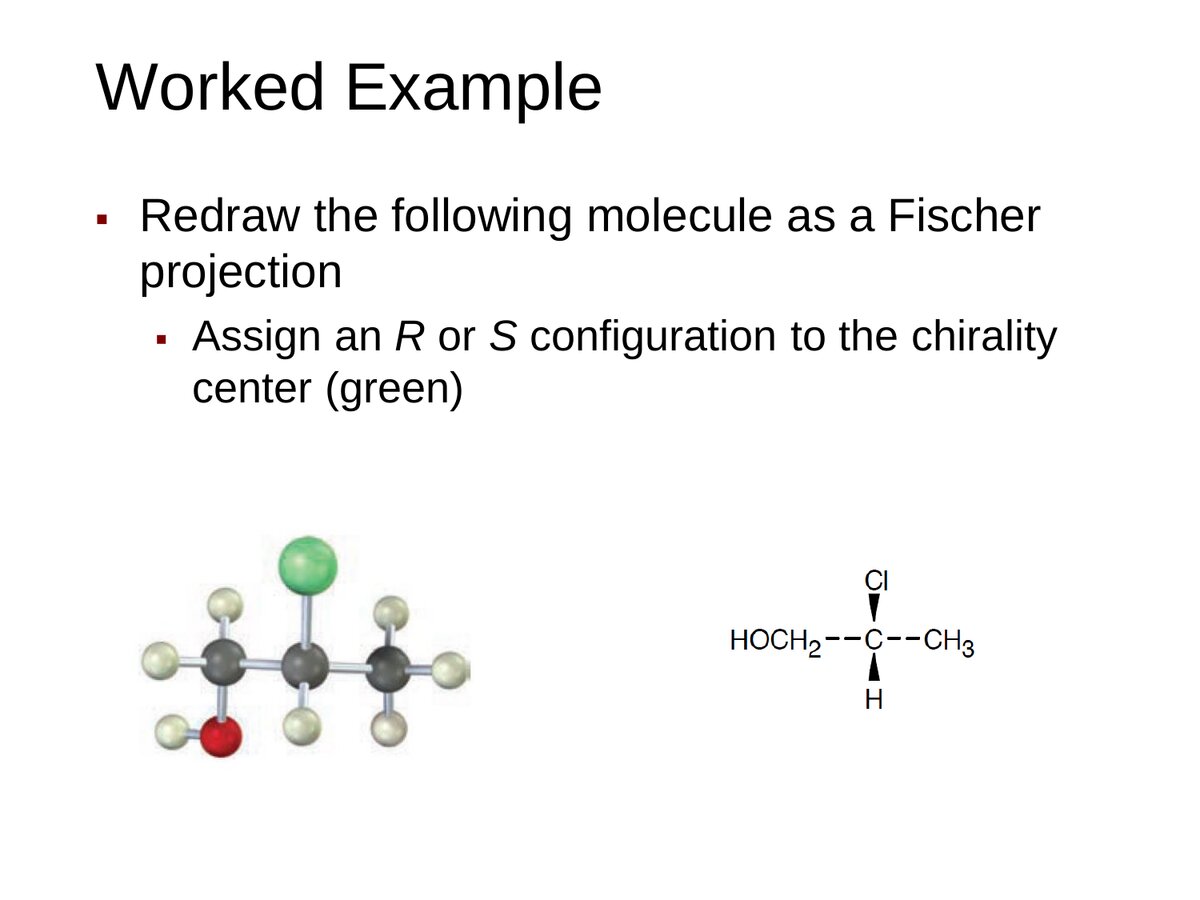 Worked Example
▪ Redraw the following molecule as a Fischer
projection
▪ Assign an R or S configuration to the chirality
center (green)
Cl
HOCH₂--C--CH₃
H